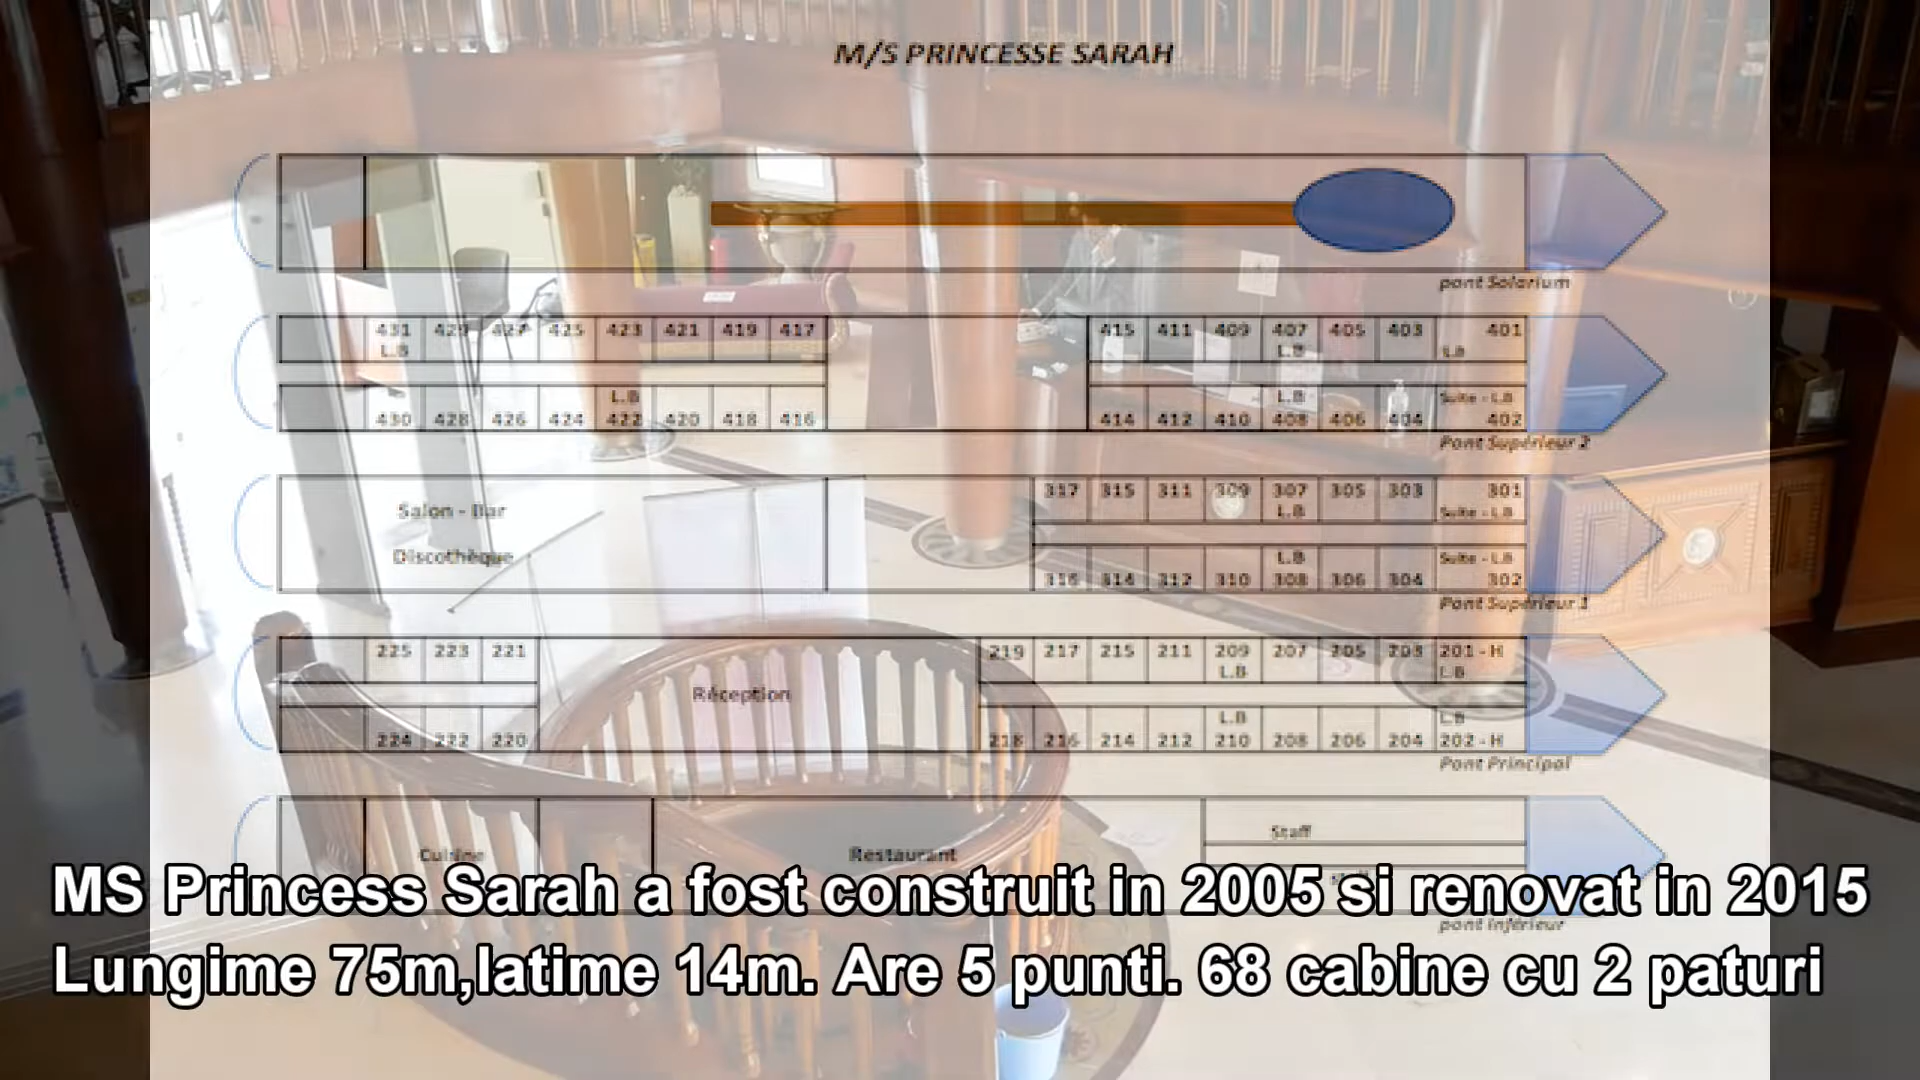 M/S PRINCESSE SARAH
pont Solarium
431 429 427 425 423 421 419 417 415 411 409 407 405 403 401
L.B L.B L.B
L.B L.B Suite - L.B
430 428 426 424 422 420 418 416 414 412 410 408 406 404 402
Pont Supérieur 2
317 315 311 309 307 305 303 301
Salon - Bar L.B Suite - L.B
Discothèque L.B Suite - L.B
316 314 312 310 308 306 304 302
Pont Supérieur 1
225 223 221 219 217 215 211 209 207 205 203 201 - H
L.B L.B
Réception
L.B L.B
224 222 220 218 216 214 212 210 208 206 204 202 - H
Pont Principal
Staff
Cuisine Restaurant
MS Princess Sarah a fost construit in 2005 si renovat in 2015
pont inférieur
Lungime 75m,latime 14m. Are 5 punti. 68 cabine cu 2 paturi